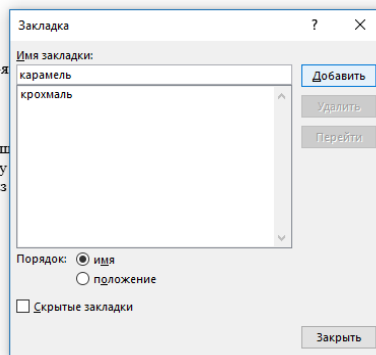 Закладка ?
Имя закладки:
карамель
Добавить
крохмаль
Удалить
Перейти
Порядок: имя
положение
Скрытые закладки
Закрыть